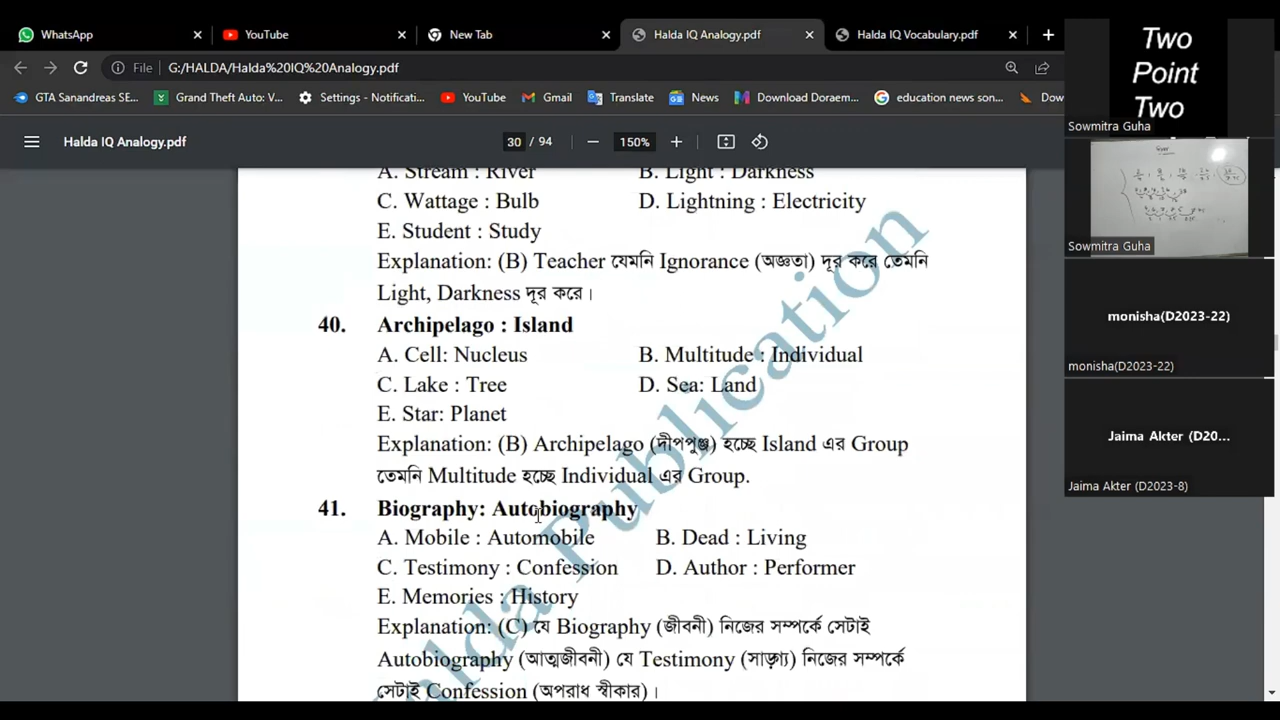 WhatsApp
YouTube
New Tab
Halda IQ Analogy.pdf
Halda IQ Vocabulary.pdf
File
G:/HALDA/Halda%20IQ%20Analogy.pdf
GTA Sanandreas SE...
Grand Theft Auto: V...
Settings - Notificati...
YouTube
Gmail
Translate
News
Download Doraem...
education news son...
Dow
Halda IQ Analogy.pdf
30 / 94
150%
A. Stream : River B. Light : Darkness
C. Wattage : Bulb D. Lightning : Electricity
E. Student : Study
Explanation: (B) Teacher যেমনি Ignorance (অজ্ঞতা) দূর করে তেমনি
Light, Darkness দূর করে।
40. Archipelago : Island
A. Cell: Nucleus B. Multitude : Individual
C. Lake : Tree D. Sea: Land
E. Star: Planet
Explanation: (B) Archipelago (দীপপুঞ্জ) হচ্ছে Island এর Group
তেমনি Multitude হচ্ছে Individual এর Group.
41. Biography: Autobiography
A. Mobile : Automobile B. Dead : Living
C. Testimony : Confession D. Author : Performer
E. Memories : History
Explanation: (C) যে Biography (জীবনী) নিজের সম্পর্কে সেটাই
Autobiography (আত্মজীবনী) যে Testimony (সাক্ষ্য) নিজের সম্পর্কে
সেটাই Confession (অপরাধ স্বীকার)।
Halda Publication
Two
Point
Two
Sowmitra Guha
Sowmitra Guha
monisha(D2023-22)
monisha(D2023-22)
Jaima Akter (D20...
Jaima Akter (D2023-8)